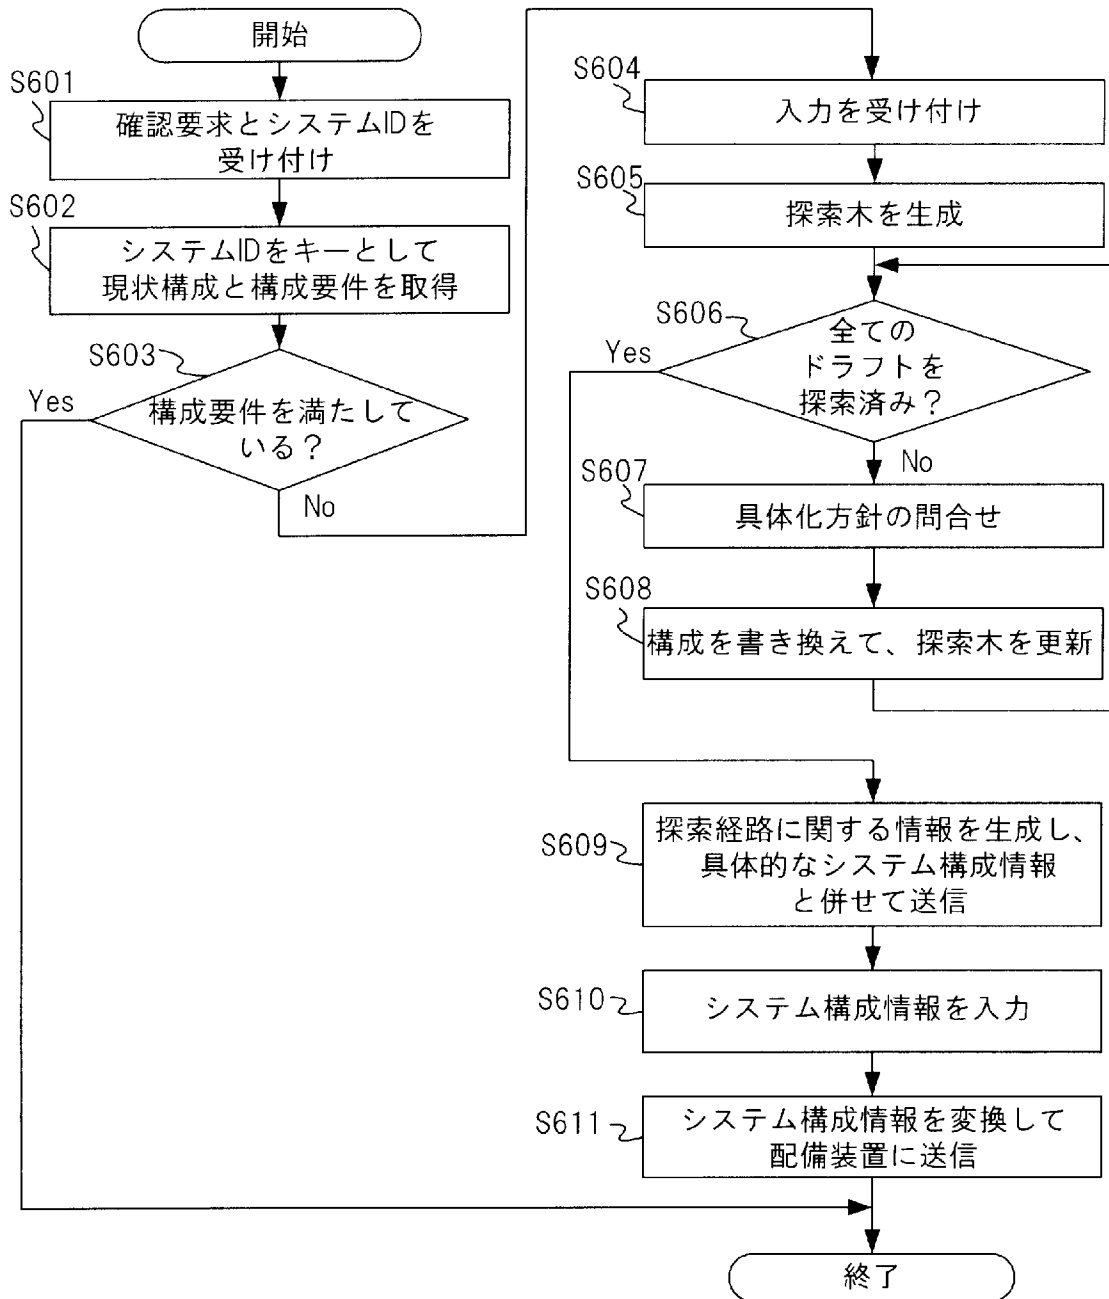 開始
S601
確認要求とシステムIDを
受け付け
S602
システムIDをキーとして
現状構成と構成要件を取得
S603
構成要件を満たして
いる?
Yes
No
S604
入力を受け付け
S605
探索木を生成
S606
全ての
ドラフトを
探索済み?
Yes
No
S607
具体化方針の問合せ
S608
構成を書き換えて、探索木を更新
S609
探索経路に関する情報を生成し、
具体的なシステム構成情報
と併せて送信
S610
システム構成情報を入力
S611
システム構成情報を変換して
配備装置に送信
終了